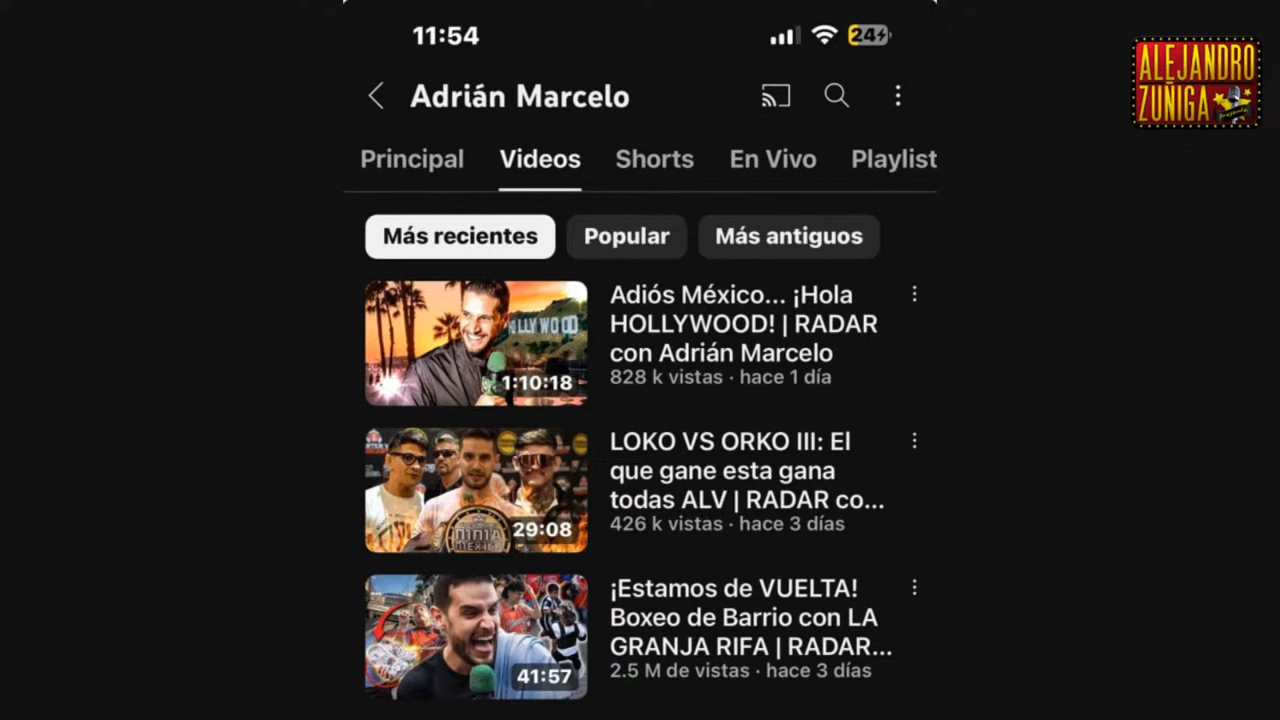 11:54
24
Adrián Marcelo
Principal
Videos
Shorts
En Vivo
Playlist
Más recientes
Popular
Más antiguos
HOLLYWOOD
1:10:18
Adiós México... ¡Hola
HOLLYWOOD! | RADAR
con Adrián Marcelo
828 k vistas · hace 1 día
29:08
LOKO VS ORKO III: El
que gane esta gana
todas ALV | RADAR co...
426 k vistas · hace 3 días
41:57
¡Estamos de VUELTA!
Boxeo de Barrio con LA
GRANJA RIFA | RADAR...
2.5 M de vistas · hace 3 días
ALEJANDRO
ZUÑIGA
Presenta